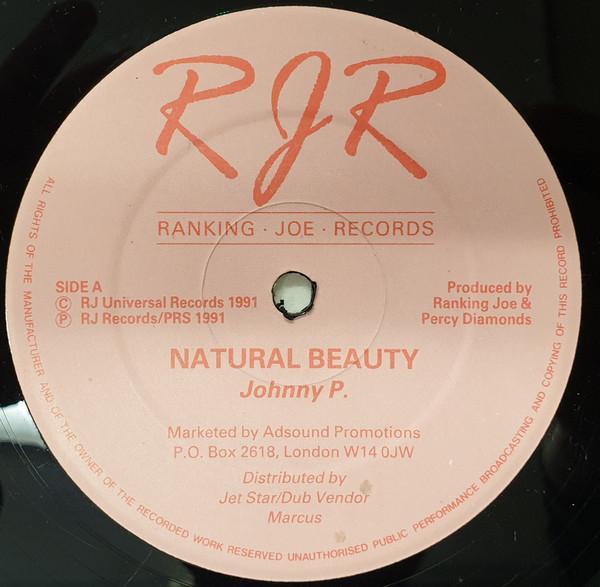 RJR
RANKING · JOE · RECORDS
SIDE A
© RJ Universal Records 1991
℗ RJ Records/PRS 1991
Produced by
Ranking Joe &
Percy Diamonds
NATURAL BEAUTY
Johnny P.
Marketed by Adsound Promotions
P.O. Box 2618, London W14 0JW
Distributed by
Jet Star/Dub Vendor
Marcus
ALL RIGHTS OF THE MANUFACTURER AND OF THE OWNER OF THE RECORDED WORK RESERVED UNAUTHORISED PUBLIC PERFORMANCE BROADCASTING AND COPYING OF THIS RECORD PROHIBITED